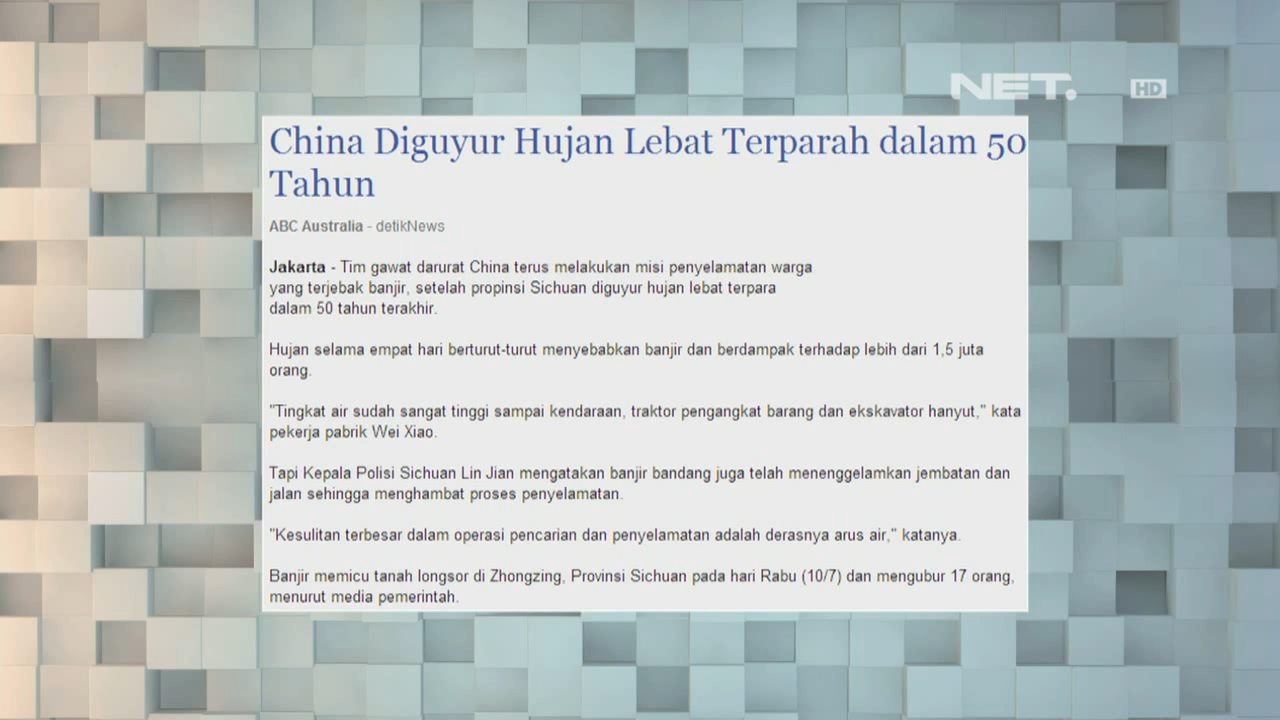 NET. HD
China Diguyur Hujan Lebat Terparah dalam 50
Tahun
ABC Australia - detikNews
Jakarta - Tim gawat darurat China terus melakukan misi penyelamatan warga
yang terjebak banjir, setelah propinsi Sichuan diguyur hujan lebat terpara
dalam 50 tahun terakhir.
Hujan selama empat hari berturut-turut menyebabkan banjir dan berdampak terhadap lebih dari 1,5 juta
orang.
"Tingkat air sudah sangat tinggi sampai kendaraan, traktor pengangkat barang dan ekskavator hanyut," kata
pekerja pabrik Wei Xiao.
Tapi Kepala Polisi Sichuan Lin Jian mengatakan banjir bandang juga telah menenggelamkan jembatan dan
jalan sehingga menghambat proses penyelamatan.
"Kesulitan terbesar dalam operasi pencarian dan penyelamatan adalah derasnya arus air," katanya.
Banjir memicu tanah longsor di Zhongzing, Provinsi Sichuan pada hari Rabu (10/7) dan mengubur 17 orang,
menurut media pemerintah.